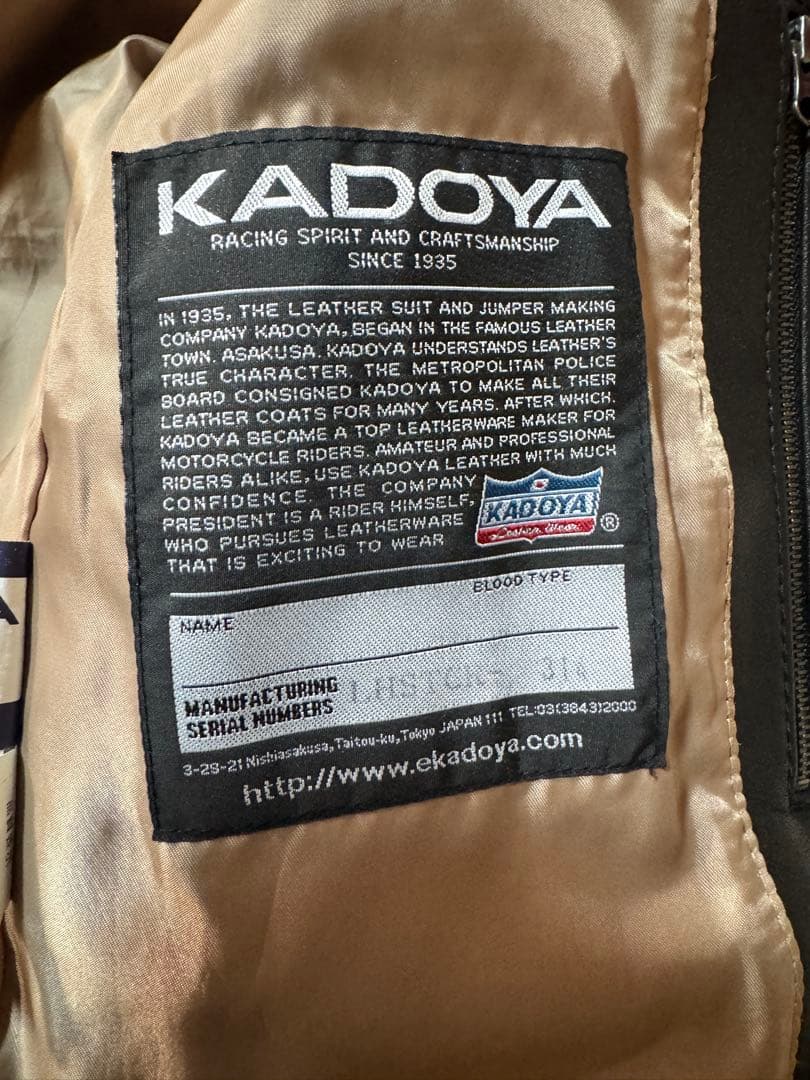 KADOYA
RACING SPIRIT AND CRAFTSMANSHIP
SINCE 1935
IN 1935, THE LEATHER SUIT AND JUMPER MAKING
COMPANY KADOYA, BEGAN IN THE FAMOUS LEATHER
TOWN. ASAKUSA. KADOYA UNDERSTANDS LEATHER'S
TRUE CHARACTER. THE METROPOLITAN POLICE
BOARD CONSIGNED KADOYA TO MAKE ALL THEIR
LEATHER COATS FOR MANY YEARS. AFTER WHICH.
KADOYA BECAME A TOP LEATHERWARE MAKER FOR
MOTORCYCLE RIDERS. AMATEUR AND PROFESSIONAL
RIDERS ALIKE, USE KADOYA LEATHER WITH MUCH
CONFIDENCE. THE COMPANY
PRESIDENT IS A RIDER HIMSELF,
WHO PURSUES LEATHERWARE
THAT IS EXCITING TO WEAR
KADOYA
Leather Wear
®
BLOOD TYPE
NAME
MANUFACTURING
SERIAL NUMBERS
3-29-21 Nishiasakusa, Taitou-ku, Tokyo JAPAN 111 TEL:03(3843)2000
http://www.ekadoya.com